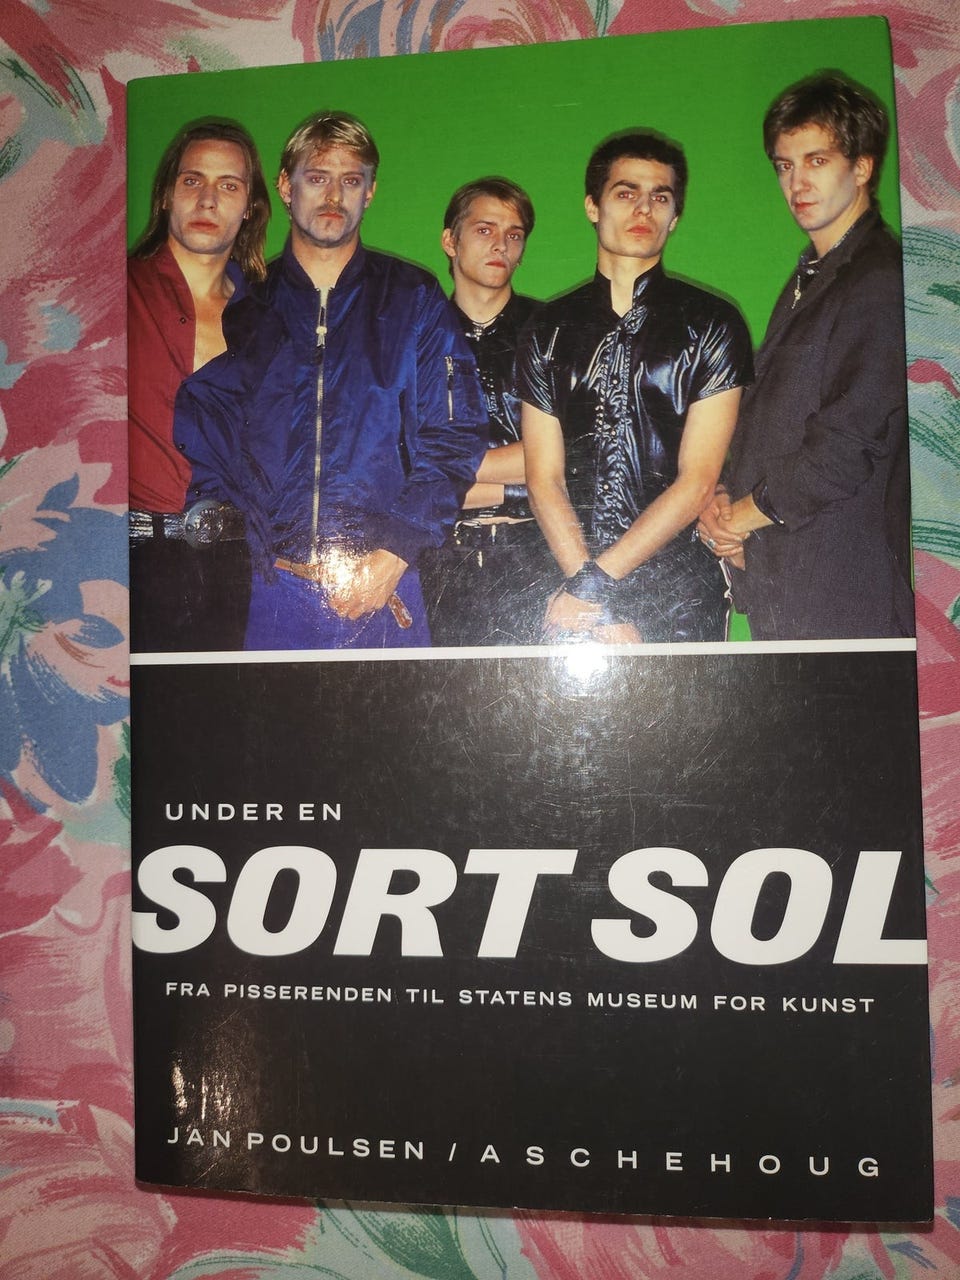 UNDER EN
SORT SOL
FRA PISSERENDEN TIL STATENS MUSEUM FOR KUNST
JAN POULSEN / ASCHEHOUG